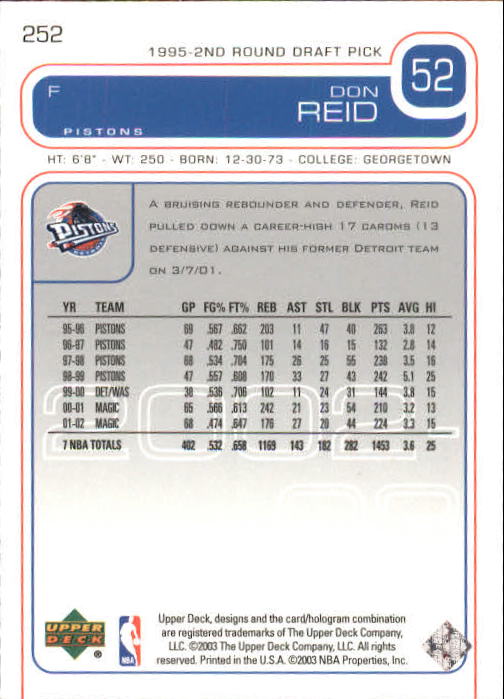 252
1995-2ND ROUND DRAFT PICK
52
F
DON
REID
PISTONS
HT: 6'8" - WT: 250 - BORN: 12-30-73 - COLLEGE: GEORGETOWN
PISTONS
A BRUISING REBOUNDER AND DEFENDER, REID
PULLED DOWN A CAREER-HIGH 17 CAROMS (13
DEFENSIVE) AGAINST HIS FORMER DETROIT TEAM
ON 3/7/01.
YR TEAM GP FG% FT% REB AST STL BLK PTS AVG HI
95-96 PISTONS 69 .567 .662 203 11 47 40 263 3.8 12
96-97 PISTONS 47 .482 .750 101 14 16 15 132 2.8 14
97-98 PISTONS 68 .534 .704 175 26 25 55 238 3.5 16
98-99 PISTONS 47 .557 .608 170 33 27 43 242 5.1 25
99-00 DET/WAS 38 .536 .706 102 11 24 31 144 3.8 15
00-01 MAGIC 65 .566 .613 242 21 23 54 210 3.2 13
01-02 MAGIC 68 .474 .647 176 27 20 44 224 3.3 15
7 NBA TOTALS 402 .532 .658 1169 143 182 282 1453 3.6 25
2002-
03
UPPER
DECK
®
NBA
Upper Deck, designs and the card/hologram combination
are registered trademarks of The Upper Deck Company,
LLC. ©2003 The Upper Deck Company, LLC. All rights
reserved. Printed in the U.S.A. ©2003 NBA Properties, Inc.